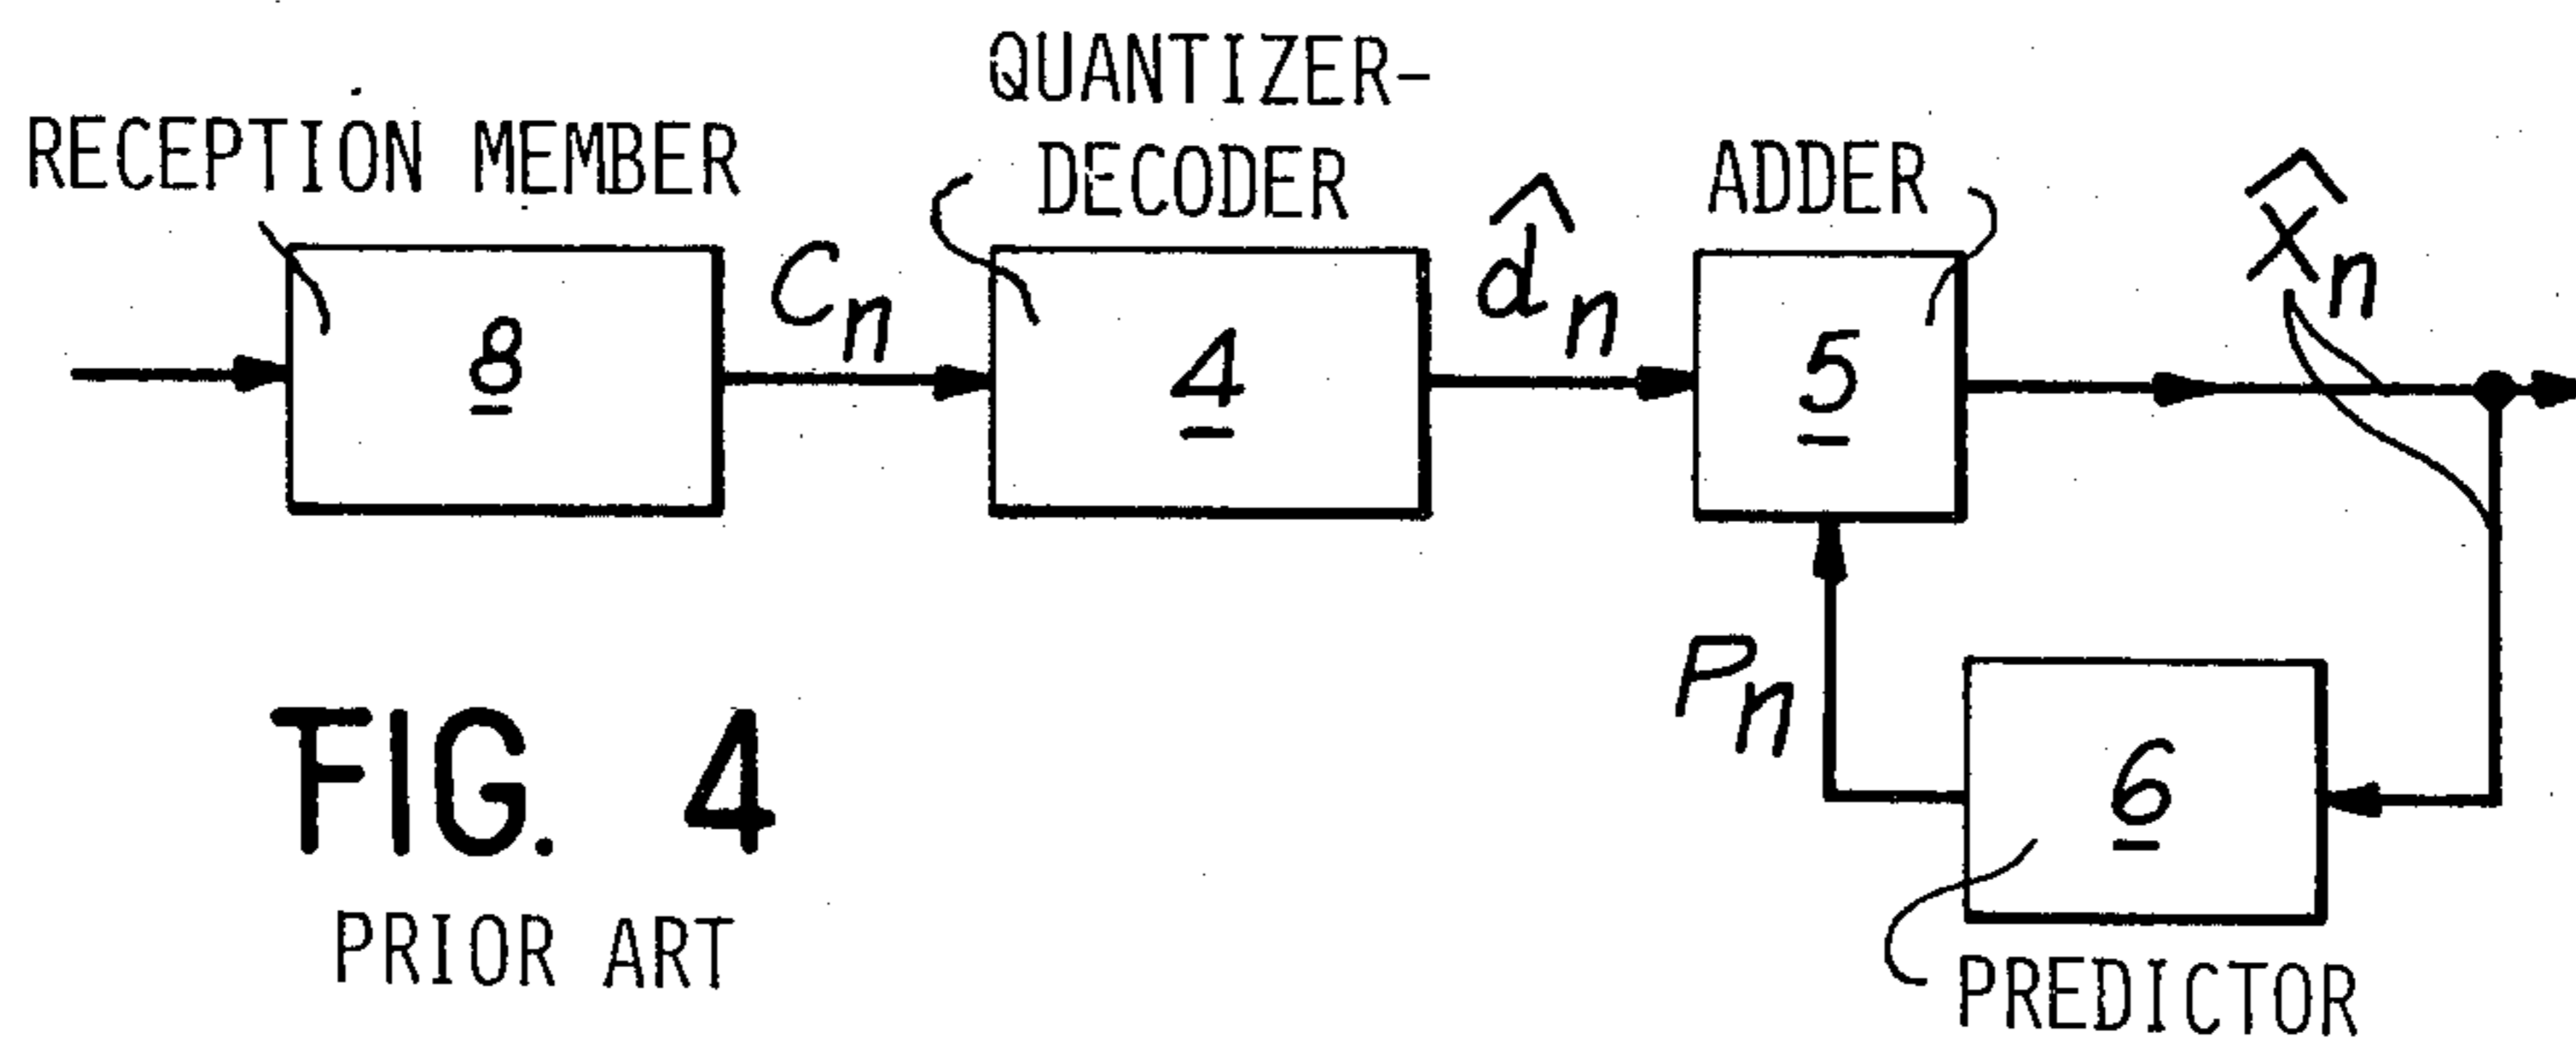 RECEPTION MEMBER
QUANTIZER-
DECODER
ADDER
8
Cn
4
d̂n
5
x̂n
Pn
6
PREDICTOR
FIG. 4
PRIOR ART